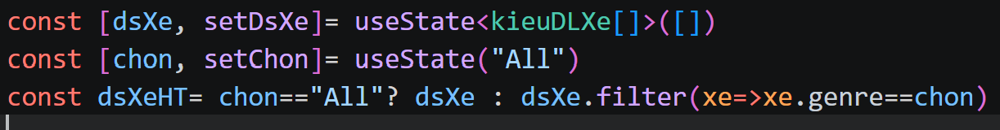 const [dsXe, setDsXe]= useState<kieuDLXe[]>([])
const [chon, setChon]= useState("All")
const dsXeHT= chon=="All"? dsXe : dsXe.filter(xe=>xe.genre==chon)